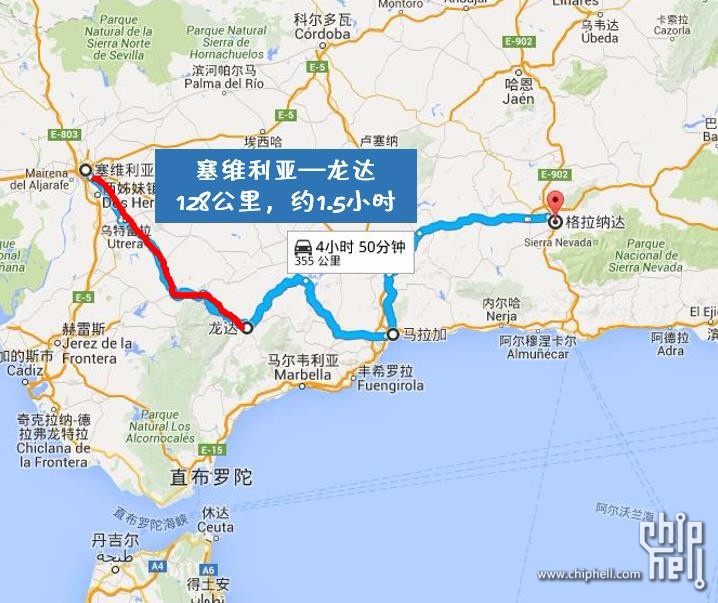 Montoro
Andújar
Linares
科尔多瓦
Córdoba
Parque
Natural de la
Sierra Norte
de Sevilla
Parque
Natural Sierra de
Hornachuelos
滨河帕尔马
Palma del Río
E-5
E-902
乌韦达
Úbeda
卡索拉
Cazorla
哈恩
Jaén
E-803
E-5
埃西哈
卢塞纳
Mairena
del Aljarafe
塞维利亚
西姊妹镇
Dos Her
塞维利亚—龙达
128公里，约1.5小时
E-902
格拉纳达
Sierra Nevada
Parque
Nacional de
Sierra Nevada
乌特雷拉
Utrera
4小时 50分钟
355 公里
E-5
龙达
马拉加
内尔哈
Nerja
阿尔穆涅卡尔
Almuñécar
阿德拉
Adra
El Ejid
赫雷斯
Jerez de la
Frontera
加的斯市
Cádiz
马尔韦利亚
Marbella
丰希罗拉
Fuengirola
奇克拉纳-德
拉弗龙特拉
Chiclana de
la Frontera
Parque
Natural Los
Alcornocales
E-15
直布罗陀
直布罗陀海峡
休达
Ceuta
阿尔沃兰海
丹吉尔
طنجة
A4
A6
得土安
تطوان
chip
hell
www.chiphell.com